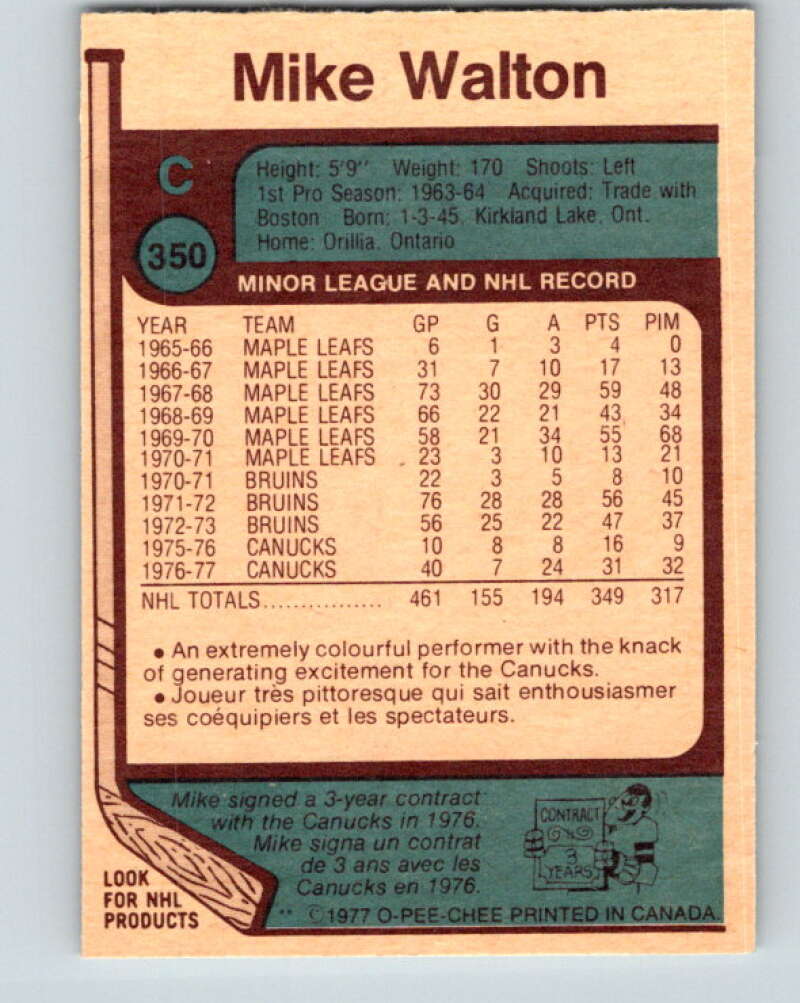 Mike Walton
C
350
Height: 5'9" Weight: 170 Shoots: Left
1st Pro Season: 1963-64 Acquired: Trade with
Boston Born: 1-3-45, Kirkland Lake, Ont.
Home: Orillia, Ontario
MINOR LEAGUE AND NHL RECORD
YEAR TEAM GP G A PTS PIM
1965-66 MAPLE LEAFS 6 1 3 4 0
1966-67 MAPLE LEAFS 31 7 10 17 13
1967-68 MAPLE LEAFS 73 30 29 59 48
1968-69 MAPLE LEAFS 66 22 21 43 34
1969-70 MAPLE LEAFS 58 21 34 55 68
1970-71 MAPLE LEAFS 23 3 10 13 21
1970-71 BRUINS 22 3 5 8 10
1971-72 BRUINS 76 28 28 56 45
1972-73 BRUINS 56 25 22 47 37
1975-76 CANUCKS 10 8 8 16 9
1976-77 CANUCKS 40 7 24 31 32
NHL TOTALS................ 461 155 194 349 317
• An extremely colourful performer with the knack
of generating excitement for the Canucks.
• Joueur très pittoresque qui sait enthousiasmer
ses coéquipiers et les spectateurs.
Mike signed a 3-year contract
with the Canucks in 1976.
Mike signa un contrat
de 3 ans avec les
Canucks en 1976.
CONTRACT
3
YEARS
LOOK
FOR NHL
PRODUCTS
** ©1977 O-PEE-CHEE PRINTED IN CANADA.